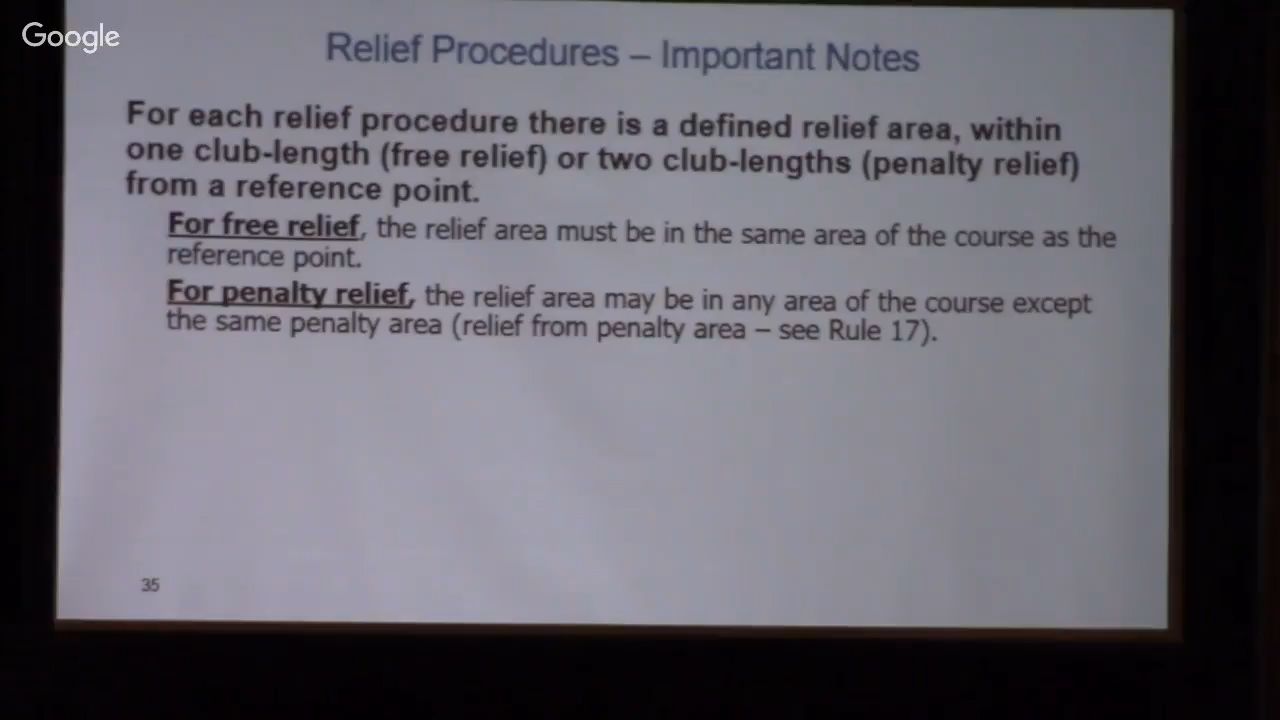 Google
Relief Procedures – Important Notes
For each relief procedure there is a defined relief area, within
one club-length (free relief) or two club-lengths (penalty relief)
from a reference point.
For free relief, the relief area must be in the same area of the course as the
reference point.
For penalty relief, the relief area may be in any area of the course except
the same penalty area (relief from penalty area – see Rule 17).
35